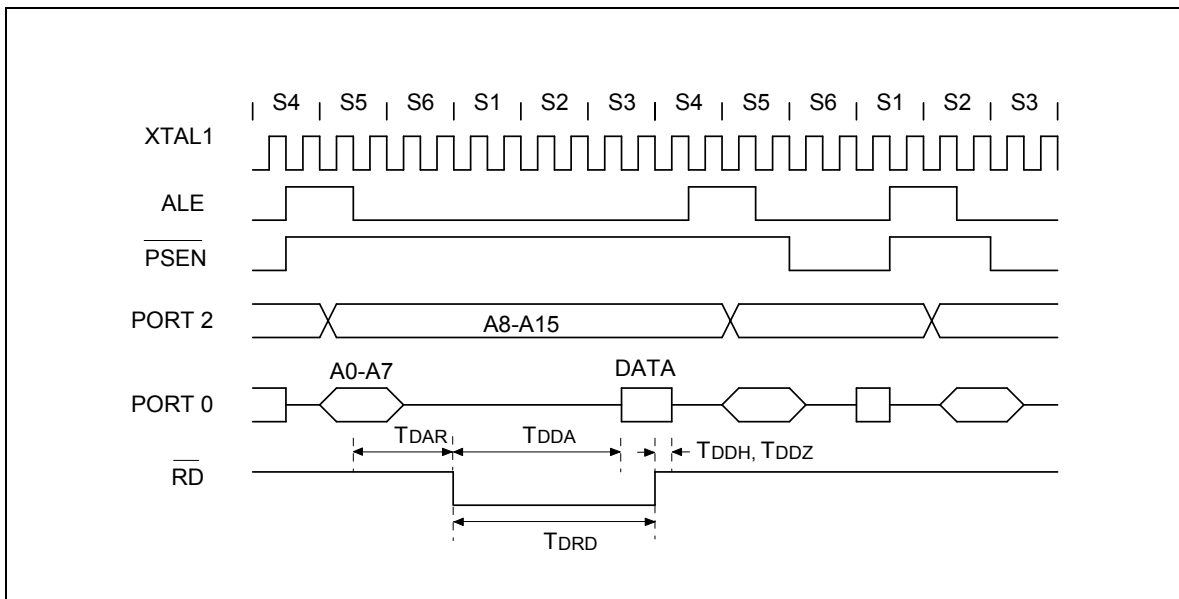 S4 S5 S6 S1 S2 S3 S4 S5 S6 S1 S2 S3
XTAL1
ALE
PSEN
PORT 2
A8-A15
A0-A7
DATA
PORT 0
TDAR
TDDA
TDDH, TDDZ
RD
TDRD